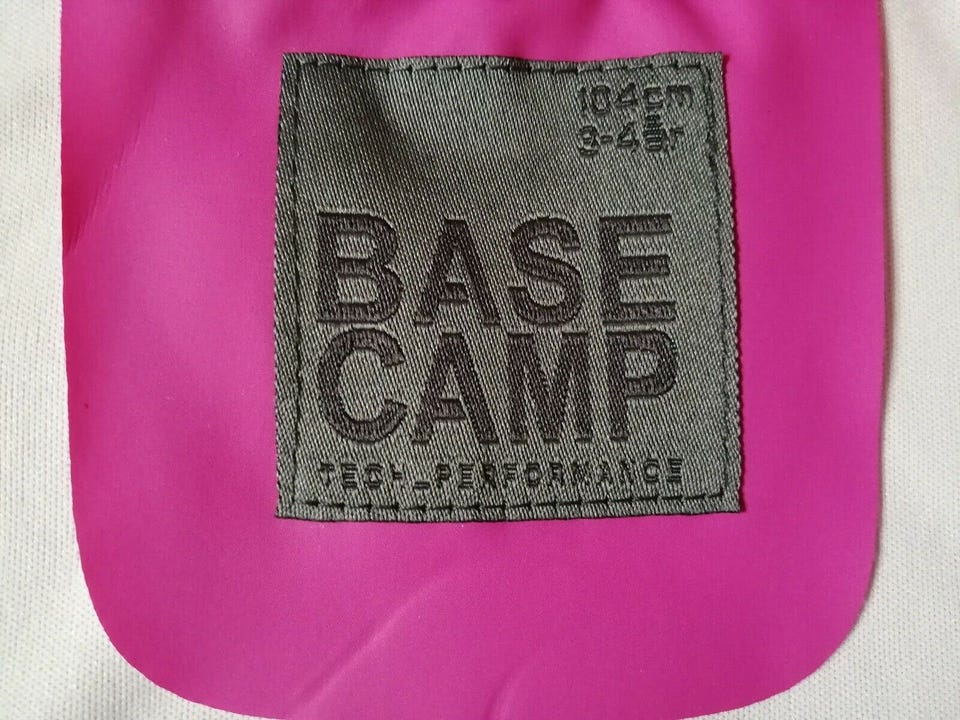 104cm
3-4år
BASE
CAMP
TECH_PERFORMANCE